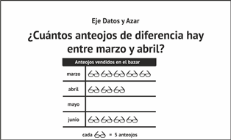 Eje Datos y Azar
¿Cuántos anteojos de diferencia hay
entre marzo y abril?
Anteojos vendidos en el bazar
marzo
abril
mayo
junio
cada = 5 anteojos